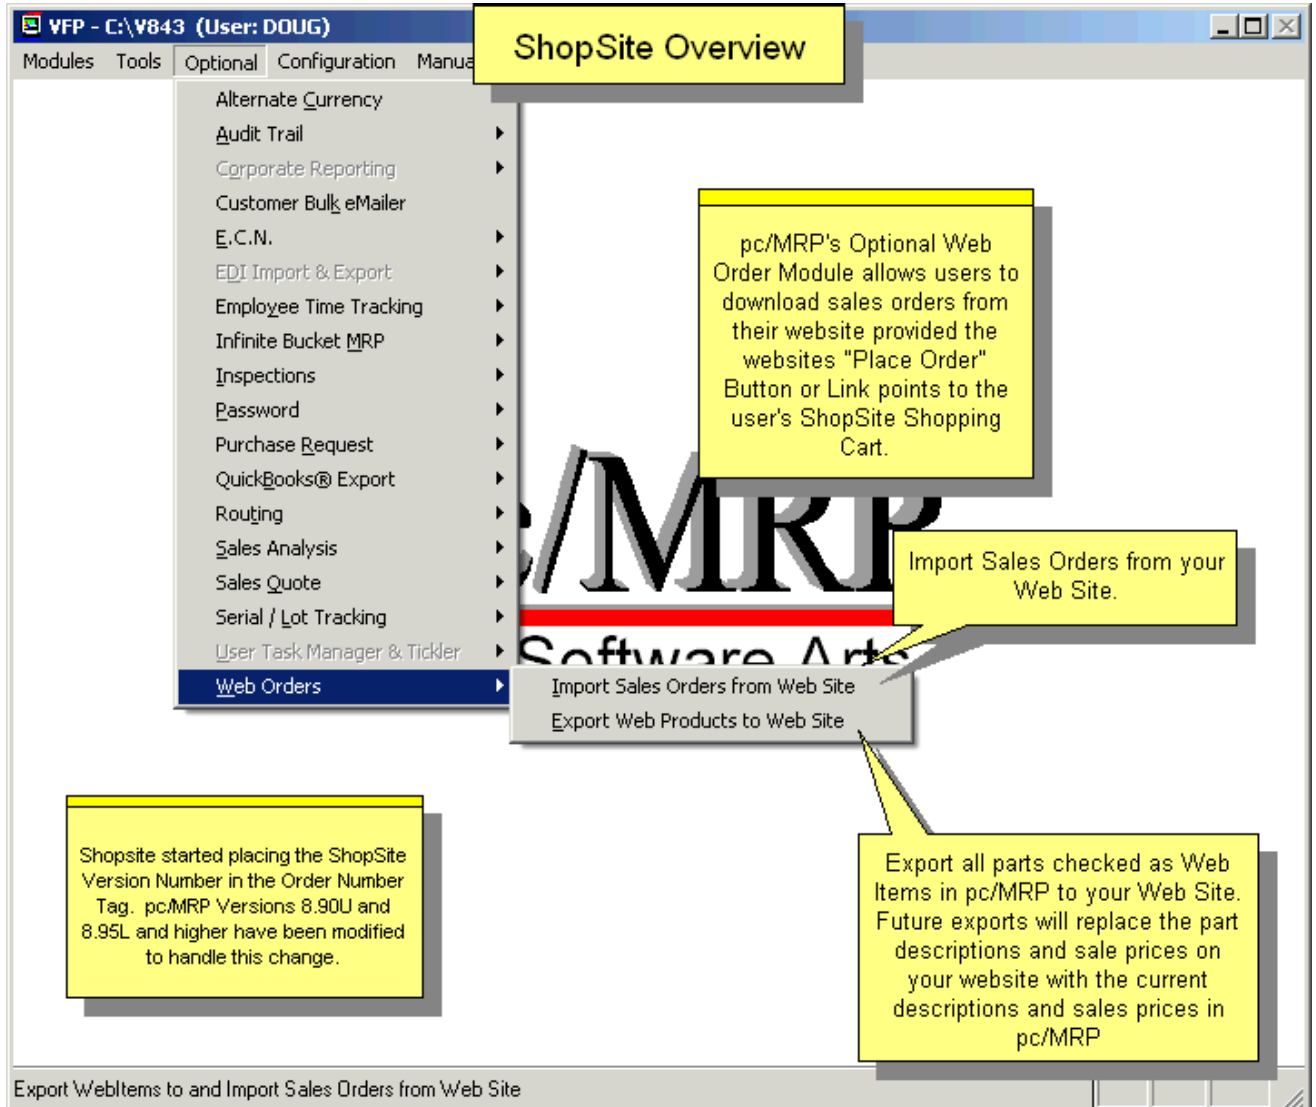 VFP - C:\V843 (User: DOUG)
ShopSite Overview
Modules Tools Optional Configuration
Alternate Currency
Audit Trail
Corporate Reporting
Customer Bulk eMailer
E.C.N.
EDI Import & Export
Employee Time Tracking
Infinite Bucket MRP
Inspections
Password
Purchase Request
QuickBooks® Export
Routing
Sales Analysis
Sales Quote
Serial / Lot Tracking
User Task Manager & Tickler
Web Orders
Import Sales Orders from Web Site
Export Web Products to Web Site
pc/MRP's Optional Web
Order Module allows users to
download sales orders from
their website provided the
websites "Place Order"
Button or Link points to the
user's ShopSite Shopping
Cart.
/MRP
Software Arts
Import Sales Orders from your
Web Site.
Shopsite started placing the ShopSite
Version Number in the Order Number
Tag. pc/MRP Versions 8.90U and
8.95L and higher have been modified
to handle this change.
Export all parts checked as Web
Items in pc/MRP to your Web Site.
Future exports will replace the part
descriptions and sale prices on
your website with the current
descriptions and sales prices in
pc/MRP
Export WebItems to and Import Sales Orders from Web Site